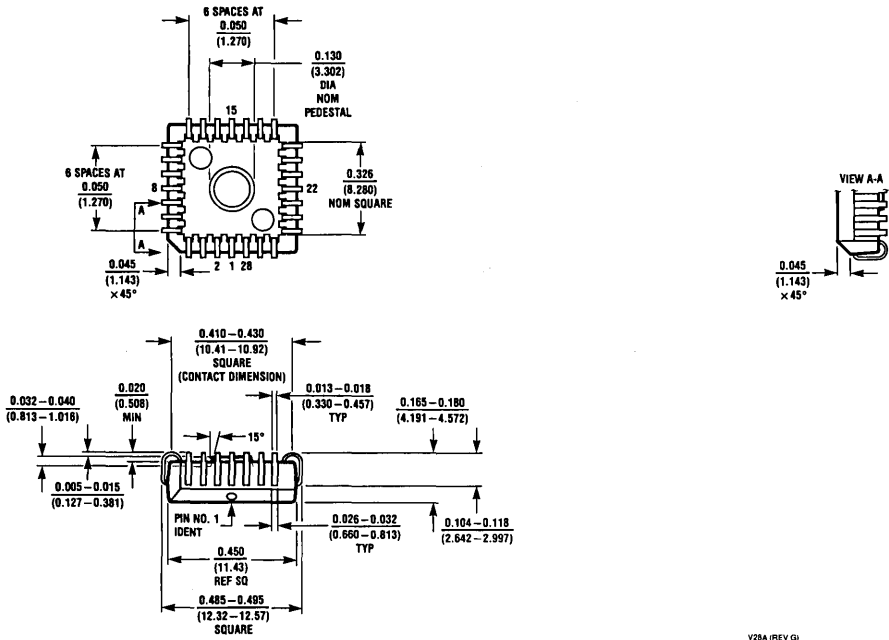 6 SPACES AT
0.050
(1.270)
0.130
(3.302)
DIA
NOM
PEDESTAL
15
6 SPACES AT
0.050
(1.270)
8
A
A
0.326
(8.280)
NOM SQUARE
22
VIEW A-A
0.045
(1.143)
×45°
2 1 28
0.045
(1.143)
×45°
0.410–0.430
(10.41–10.92)
SQUARE
(CONTACT DIMENSION)
0.032–0.040
(0.813–1.016)
0.020
(0.508)
MIN
0.013–0.018
(0.330–0.457)
TYP
0.165–0.180
(4.191–4.572)
15°
0.005–0.015
(0.127–0.381)
PIN NO. 1
IDENT
0.026–0.032
(0.660–0.813)
TYP
0.104–0.118
(2.642–2.997)
0.450
(11.43)
REF SQ
0.485–0.495
(12.32–12.57)
SQUARE
V28A (REV G)